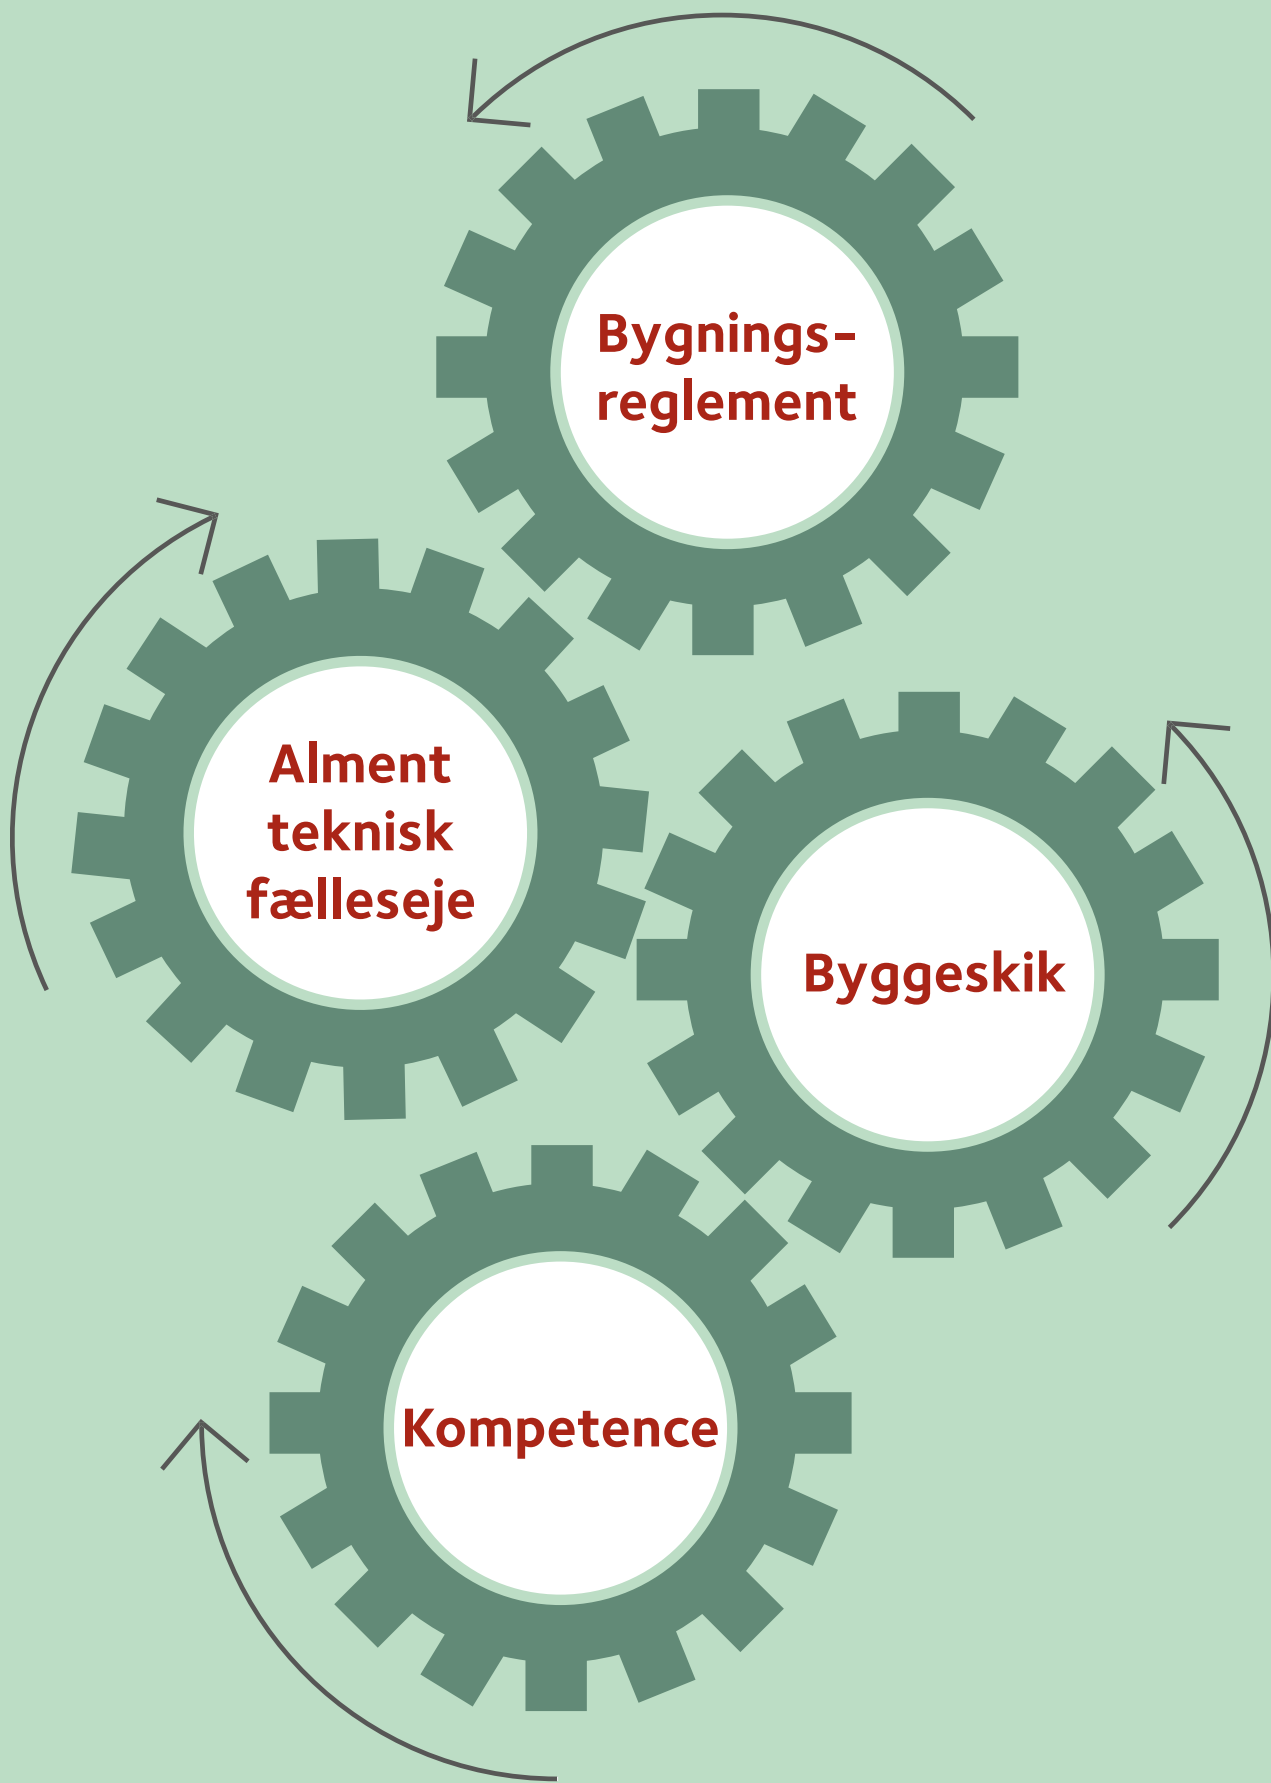 Bygnings-
reglement
Alment
teknisk
fælleseje
Byggeskik
Kompetence